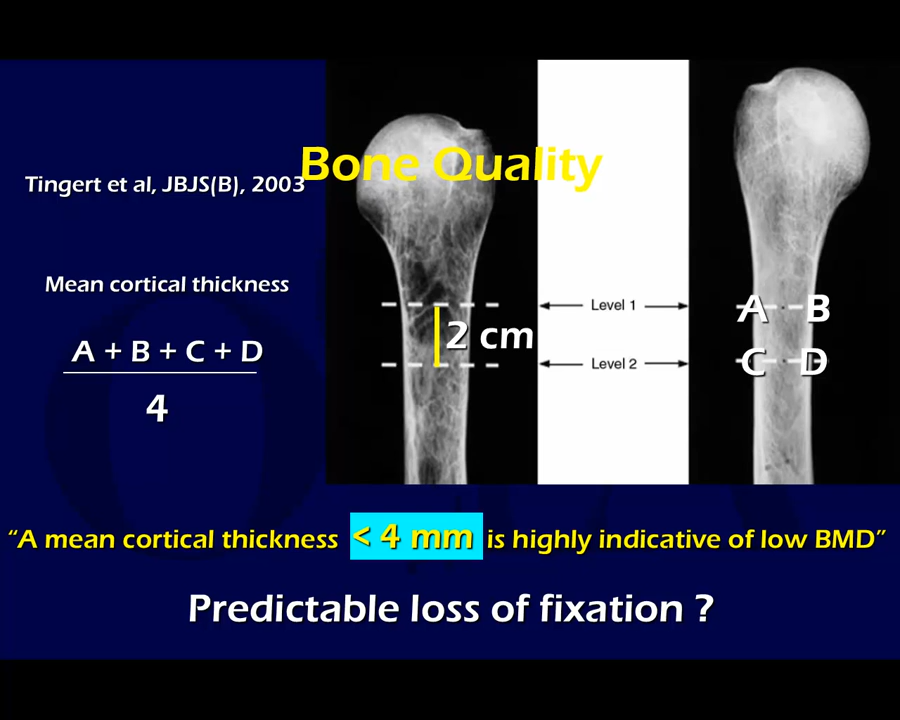 Bone Quality
Tingert et al, JBJS(B), 2003
Mean cortical thickness
A + B + C + D
4
2 cm
Level 1
Level 2
A B
C D
“A mean cortical thickness < 4 mm is highly indicative of low BMD”
Predictable loss of fixation ?